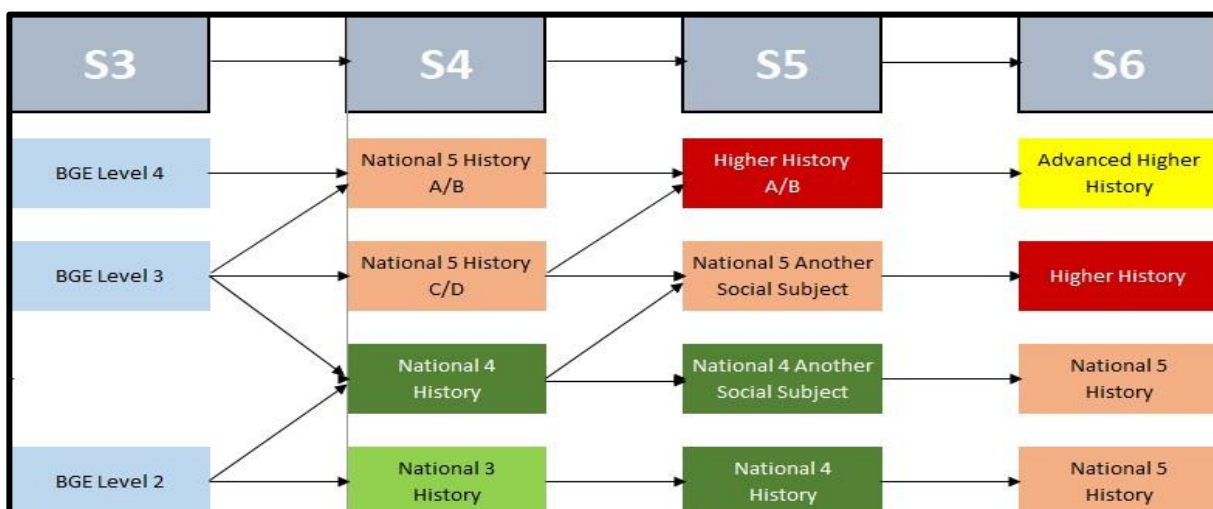 S3
S4
S5
S6
BGE Level 4
National 5 History
A/B
Higher History
A/B
Advanced Higher
History
BGE Level 3
National 5 History
C/D
National 5 Another
Social Subject
Higher History
National 4
History
National 4 Another
Social Subject
National 5
History
BGE Level 2
National 3
History
National 4
History
National 5
History